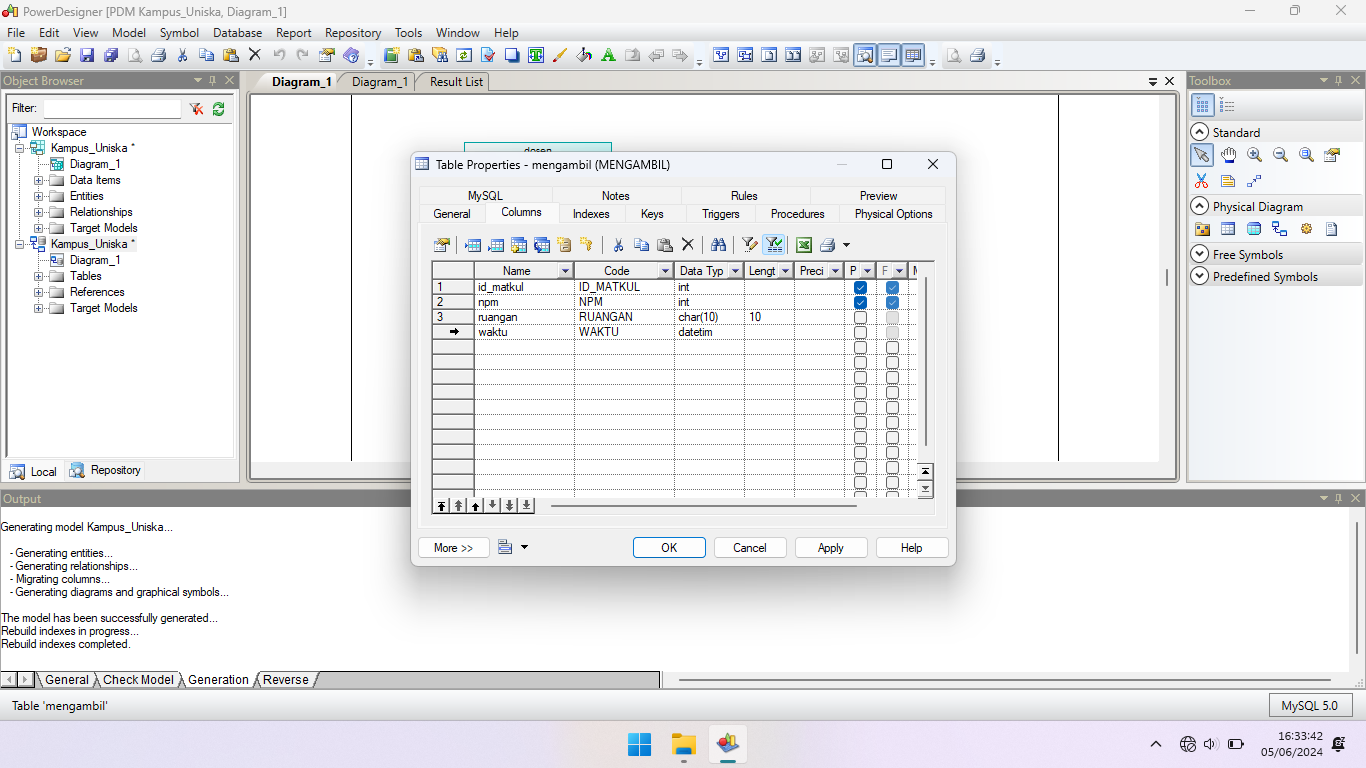 PowerDesigner [PDM Kampus_Uniska, Diagram_1]
File Edit View Model Symbol Database Report Repository Tools Window Help
Object Browser
Filter:
Workspace
Kampus_Uniska *
Diagram_1
Data Items
Entities
Relationships
Target Models
Kampus_Uniska *
Diagram_1
Tables
References
Target Models
Local Repository
Diagram_1 Diagram_1 Result List
Table Properties - mengambil (MENGAMBIL)
MySQL Notes Rules Preview
General Columns Indexes Keys Triggers Procedures Physical Options
Name Code Data Typ Lengt Preci P F
1 id_matkul ID_MATKUL int
2 npm NPM int
3 ruangan RUANGAN char(10) 10
waktu WAKTU datetim
More >> OK Cancel Apply Help
Toolbox
Standard
Physical Diagram
Free Symbols
Predefined Symbols
Output
Generating model Kampus_Uniska...
- Generating entities...
- Generating relationships...
- Migrating columns...
- Generating diagrams and graphical symbols...
The model has been successfully generated...
Rebuild indexes in progress...
Rebuild indexes completed.
General Check Model Generation Reverse
Table 'mengambil'
MySQL 5.0
16:33:42
05/06/2024